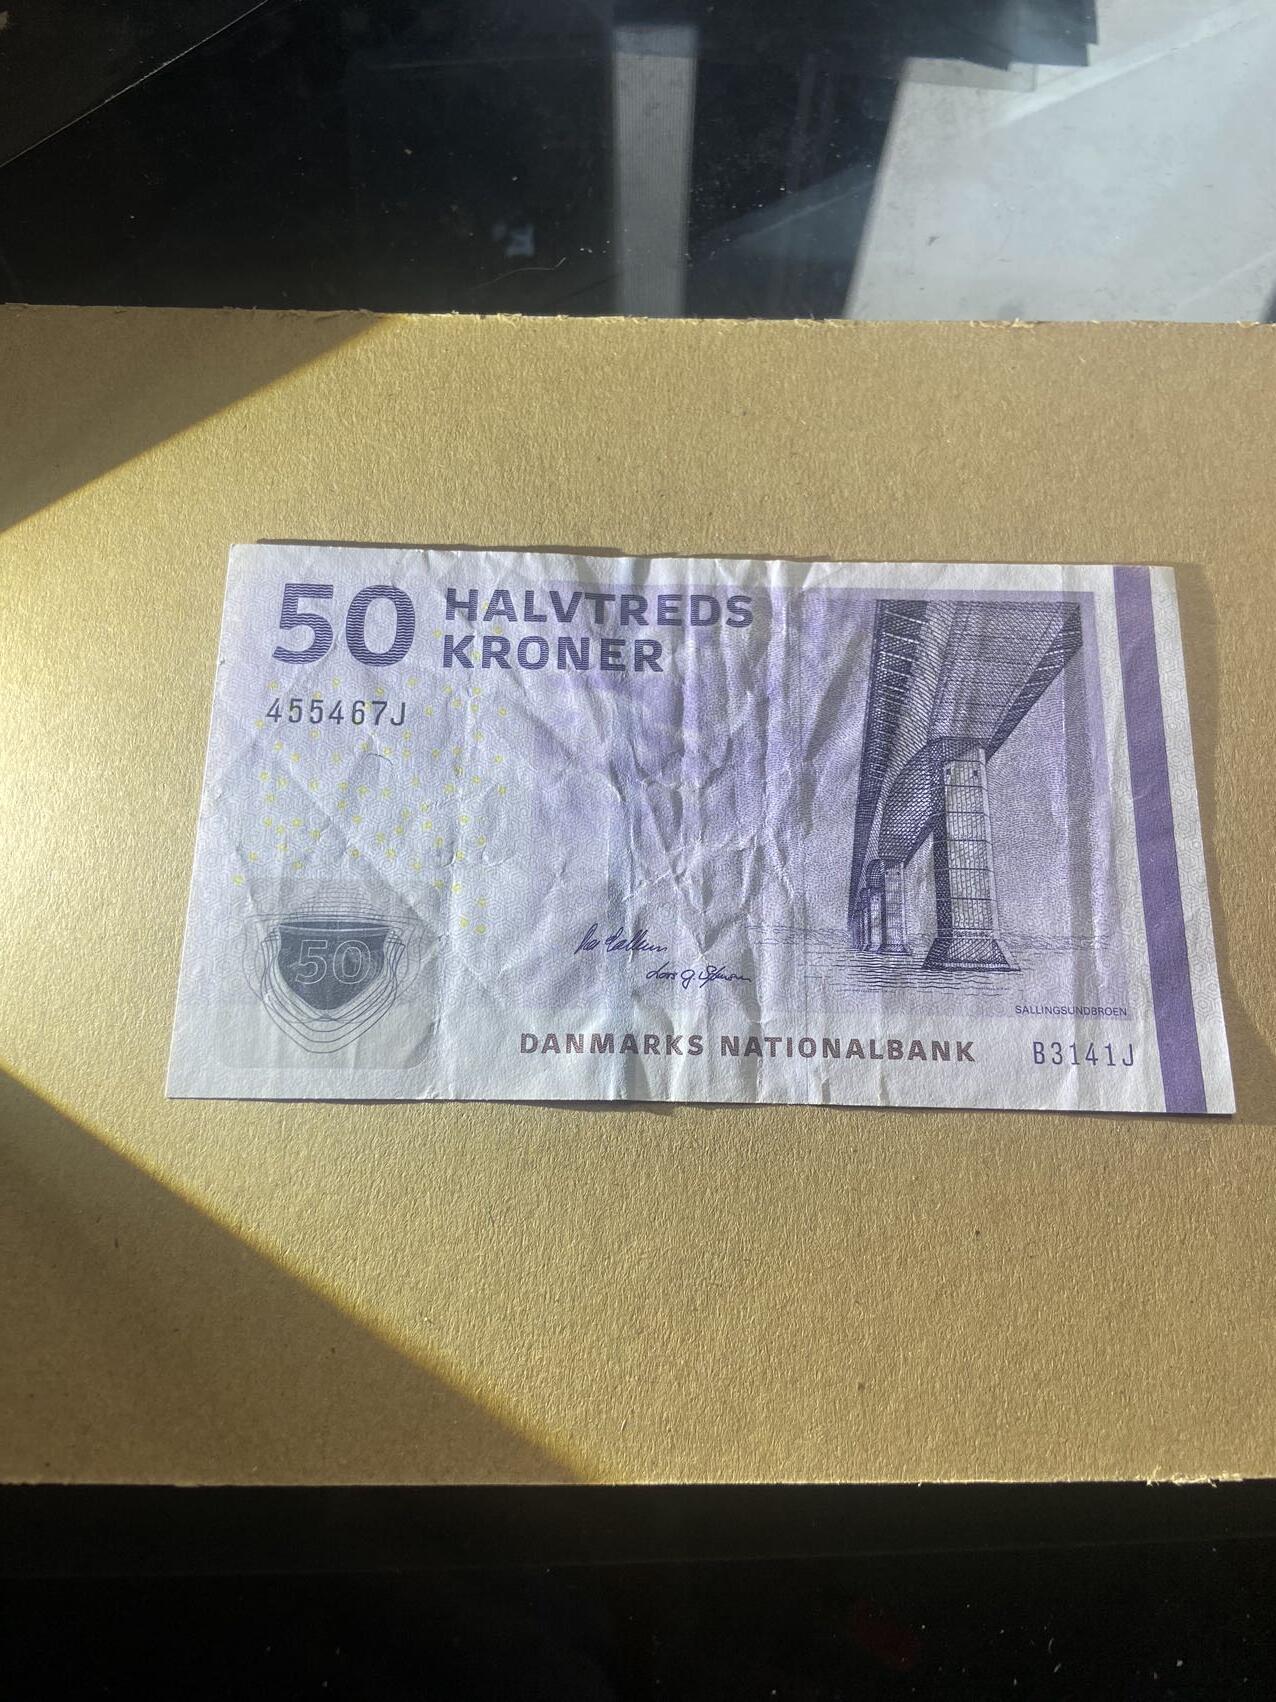 50 HALVTREDS
KRONER
455467J
50
SALLINGSUNDBROEN
DANMARKS NATIONALBANK B3141J